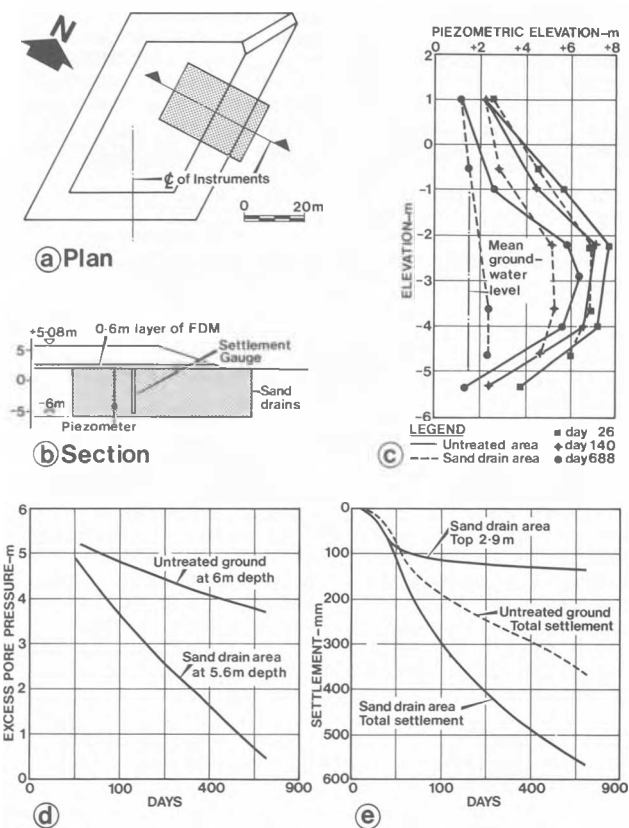 N
℄ of Instruments
0 20m
ⓐ Plan
+5·08m
0·6m layer of FDM
5
0
-5
-6m
Settlement
Gauge
Sand
drains
Piezometer
ⓑ Section
PIEZOMETRIC ELEVATION-m
+2 +4 +6 +8
ELEVATION-m
2
1
0
-1
-2
-3
-4
-5
-6
Mean
ground-
water
level
LEGEND
Untreated area
Sand drain area
day 26
day 140
day 688
ⓒ
EXCESS PORE PRESSURE-m
6
5
4
3
2
1
0
Untreated ground
at 6m depth
Sand drain area
at 5.6m depth
0 100 400 900
DAYS
ⓓ
SETTLEMENT-mm
0
100
200
300
400
500
600
Sand drain area
Top 2·9m
Untreated ground
Total settlement
Sand drain area
Total settlement
0 100 400 900
DAYS
ⓔ